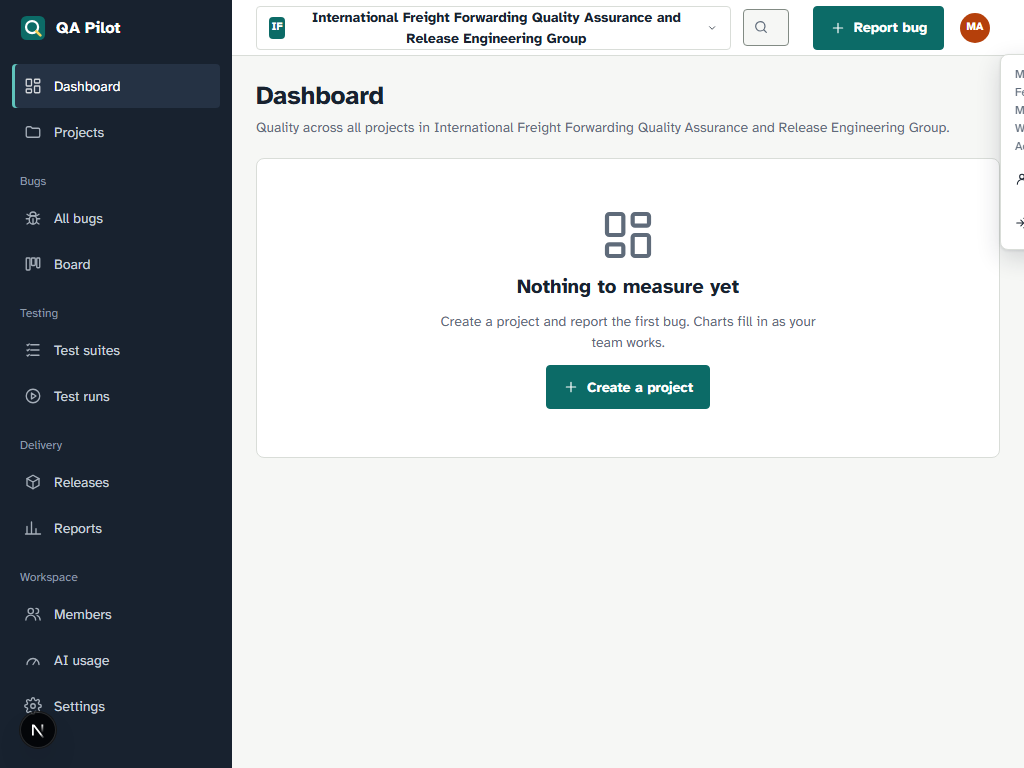 QA Pilot
IF
International Freight Forwarding Quality Assurance and
Release Engineering Group
Report bug
MA
Dashboard
Projects
Bugs
All bugs
Board
Testing
Test suites
Test runs
Delivery
Releases
Reports
Workspace
Members
AI usage
Settings
N
Dashboard
Quality across all projects in International Freight Forwarding Quality Assurance and Release Engineering Group.
Nothing to measure yet
Create a project and report the first bug. Charts fill in as your
team works.
Create a project